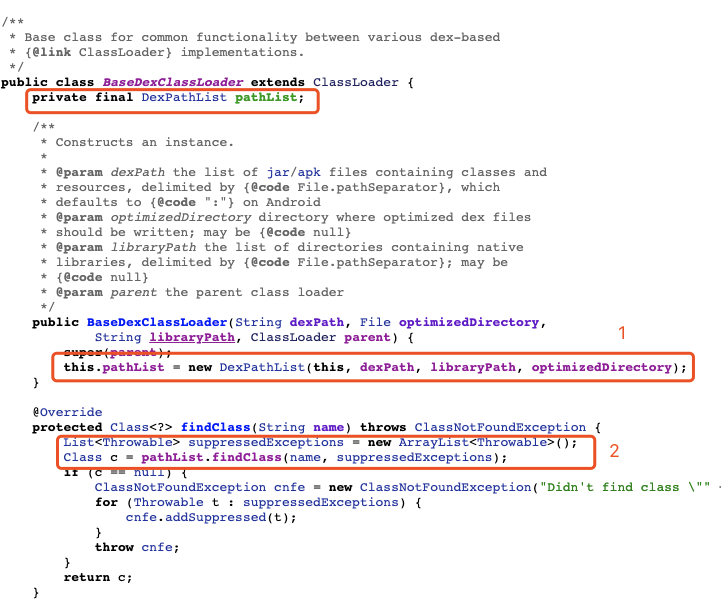 /**
 * Base class for common functionality between various dex-based
 * {@link ClassLoader} implementations.
 */
public class BaseDexClassLoader extends ClassLoader {
    private final DexPathList pathList;

    /**
     * Constructs an instance.
     *
     * @param dexPath the list of jar/apk files containing classes and
     * resources, delimited by {@code File.pathSeparator}, which
     * defaults to {@code ":"} on Android
     * @param optimizedDirectory directory where optimized dex files
     * should be written; may be {@code null}
     * @param libraryPath the list of directories containing native
     * libraries, delimited by {@code File.pathSeparator}; may be
     * {@code null}
     * @param parent the parent class loader
     */
    public BaseDexClassLoader(String dexPath, File optimizedDirectory,
            String libraryPath, ClassLoader parent) {
1
        super(parent);
        this.pathList = new DexPathList(this, dexPath, libraryPath, optimizedDirectory);
    }

    @Override
    protected Class<?> findClass(String name) throws ClassNotFoundException {
        List<Throwable> suppressedExceptions = new ArrayList<Throwable>();
        Class c = pathList.findClass(name, suppressedExceptions);
2
        if (c == null) {
            ClassNotFoundException cnfe = new ClassNotFoundException("Didn't find class \""
            for (Throwable t : suppressedExceptions) {
                cnfe.addSuppressed(t);
            }
            throw cnfe;
        }
        return c;
    }